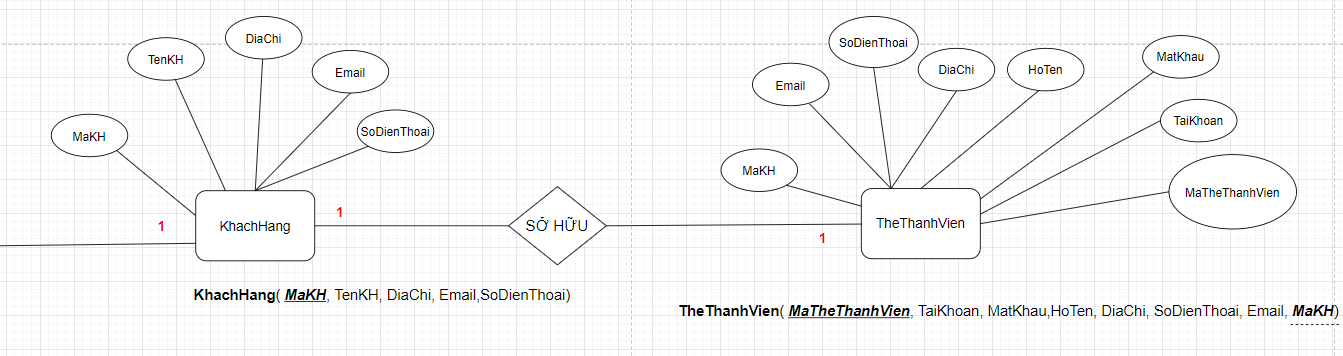 DiaChi
TenKH
Email
SoDienThoai
MaKH
1
KhachHang
1
SỞ HỮU
SoDienThoai
DiaChi
HoTen
MatKhau
Email
TaiKhoan
MaKH
MaTheThanhVien
TheThanhVien
1
KhachHang( MaKH, TenKH, DiaChi, Email,SoDienThoai)
TheThanhVien( MaTheThanhVien, TaiKhoan, MatKhau,HoTen, DiaChi, SoDienThoai, Email, MaKH)